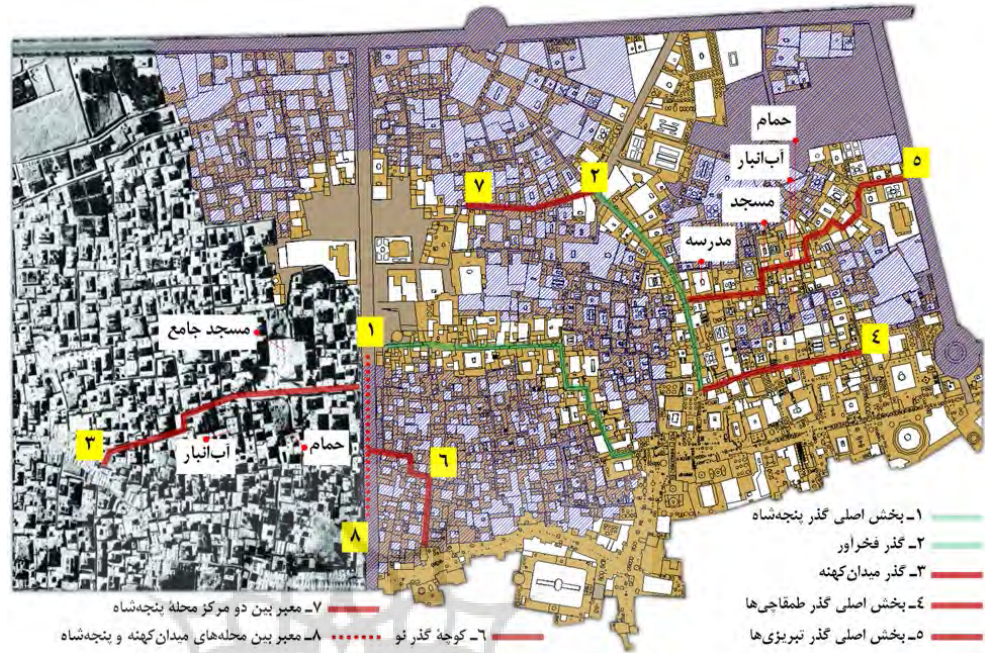 حمام
آب‌انبار
مسجد
مدرسه
۵
۲
۷
۱
۴
مسجد جامع
۳
آب‌انبار
حمام
۶
۸
۱ـ بخش اصلی گذر پنجه‌شاه
۲ـ گذر فخرآور
۳ـ گذر میدان‌کهنه
٤ـ بخش اصلی گذر طمقاچی‌ها
۵ـ بخش اصلی گذر تبریزی‌ها
٦ـ کوچهٔ گذر نو
۷ـ معبر بین دو مرکز محلهٔ پنجه‌شاه
۸ـ معبر بین محله‌های میدان‌کهنه و پنجه‌شاه